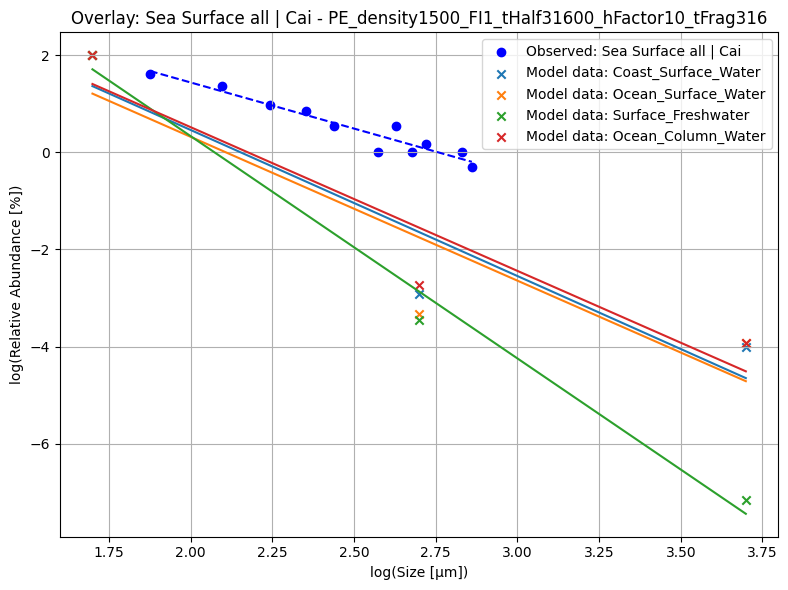 Overlay: Sea Surface all | Cai - PE_density1500_FI1_tHalf31600_hFactor10_tFrag316
Observed: Sea Surface all | Cai
Model data: Coast_Surface_Water
Model data: Ocean_Surface_Water
Model data: Surface_Freshwater
Model data: Ocean_Column_Water
log(Relative Abundance [%])
2
0
−2
−4
−6
1.75 2.00 2.25 2.50 2.75 3.00 3.25 3.50 3.75
log(Size [μm])